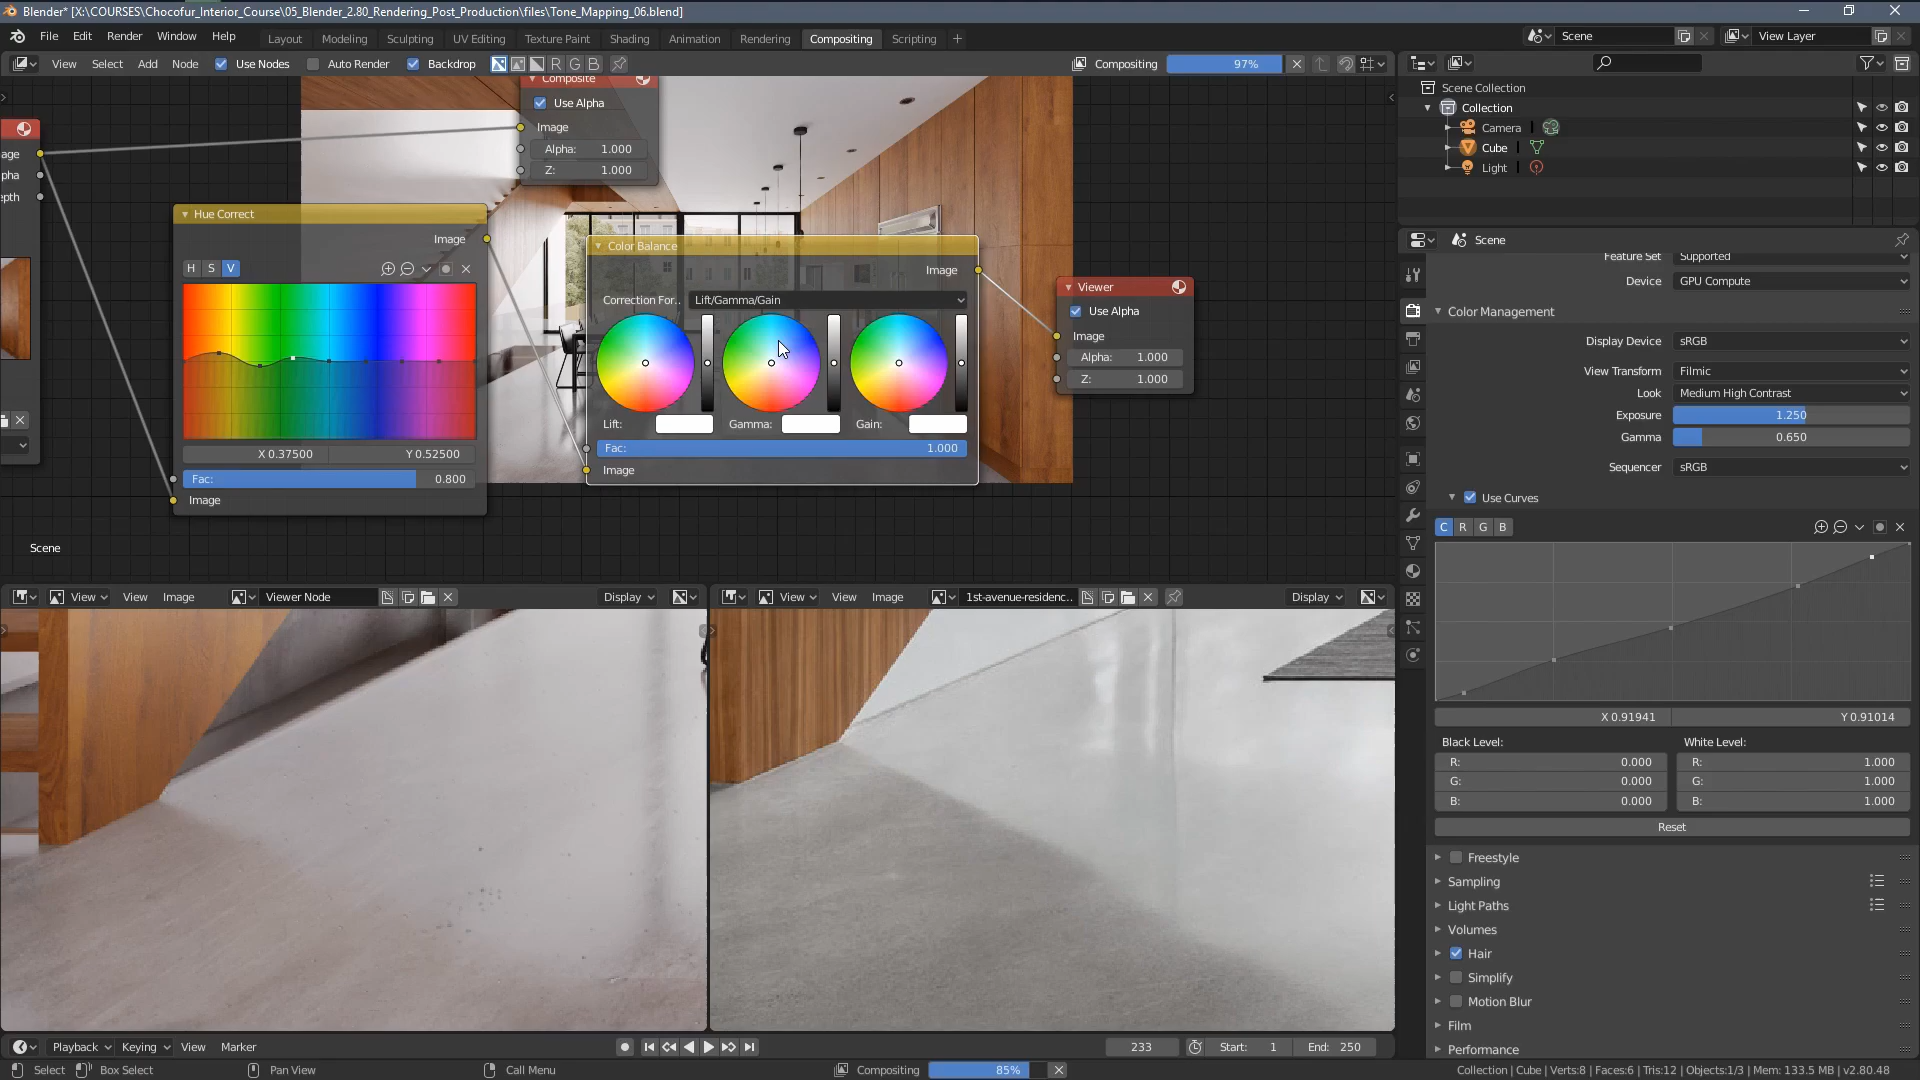 Blender* [X:\COURSES\Chocofur_Interior_Course\05_Blender_2.80_Rendering_Post_Production\files\Tone_Mapping_06.blend]
File Edit Render Window Help Layout Modeling Sculpting UV Editing Texture Paint Shading Animation Rendering Compositing Scripting + Scene View Layer
View Select Add Node Use Nodes Auto Render Backdrop R G B Compositing 97%
Scene Collection
Collection
Camera
Cube
Light
Composite
Use Alpha
Image
Alpha: 1.000
Z: 1.000
age
pha
epth
Hue Correct
Image
H S V
X 0.37500 Y 0.52500
Fac: 0.800
Image
Color Balance
Image
Correction For.. Lift/Gamma/Gain
Lift: Gamma: Gain:
Fac: 1.000
Image
Viewer
Use Alpha
Image
Alpha: 1.000
Z: 1.000
Scene
Scene
Feature Set Supported
Device GPU Compute
Color Management
Display Device sRGB
View Transform Filmic
Look Medium High Contrast
Exposure 1.250
Gamma 0.650
Sequencer sRGB
Use Curves
C R G B
X 0.91941 Y 0.91014
Black Level: White Level:
R: 0.000 R: 1.000
G: 0.000 G: 1.000
B: 0.000 B: 1.000
Reset
Freestyle
Sampling
Light Paths
Volumes
Hair
Simplify
Motion Blur
Film
Performance
View View Image Viewer Node Display
View View Image 1st-avenue-residenc.. Display
Playback Keying View Marker 233 Start: 1 End: 250
Select Box Select Pan View Call Menu Compositing 85% Collection | Cube | Verts:8 | Faces:6 | Tris:12 | Objects:1/3 | Mem: 133.5 MB | v2.80.48